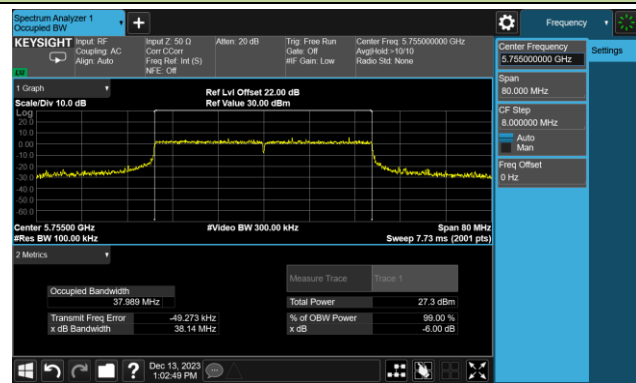 Spectrum Analyzer 1
Occupied BW
+
Frequency
KEYSIGHT
Input: RF
Coupling: AC
Align: Auto
Input Z: 50 Ω
Corr CCorr
Freq Ref: Int (S)
NFE: Off
Atten: 20 dB
Trig: Free Run
Gate: Off
#IF Gain: Low
Center Freq: 5.755000000 GHz
Avg|Hold:>10/10
Radio Std: None
LXI
Center Frequency
5.755000000 GHz
Settings
Span
80.000 MHz
CF Step
8.000000 MHz
Auto
Man
Freq Offset
0 Hz
1 Graph
Scale/Div 10.0 dB
Ref Lvl Offset 22.00 dB
Ref Value 30.00 dBm
Log
20.0
10.0
0.00
-10.0
-20.0
-30.0
-40.0
-50.0
-60.0
Center 5.75500 GHz
#Video BW 300.00 kHz
Span 80 MHz
#Res BW 100.00 kHz
Sweep 7.73 ms (2001 pts)
2 Metrics
Measure Trace
Trace 1
Occupied Bandwidth
37.989 MHz
Total Power
27.3 dBm
Transmit Freq Error
-49.273 kHz
% of OBW Power
99.00 %
x dB Bandwidth
38.14 MHz
x dB
-6.00 dB
?
Dec 13, 2023
1:02:49 PM